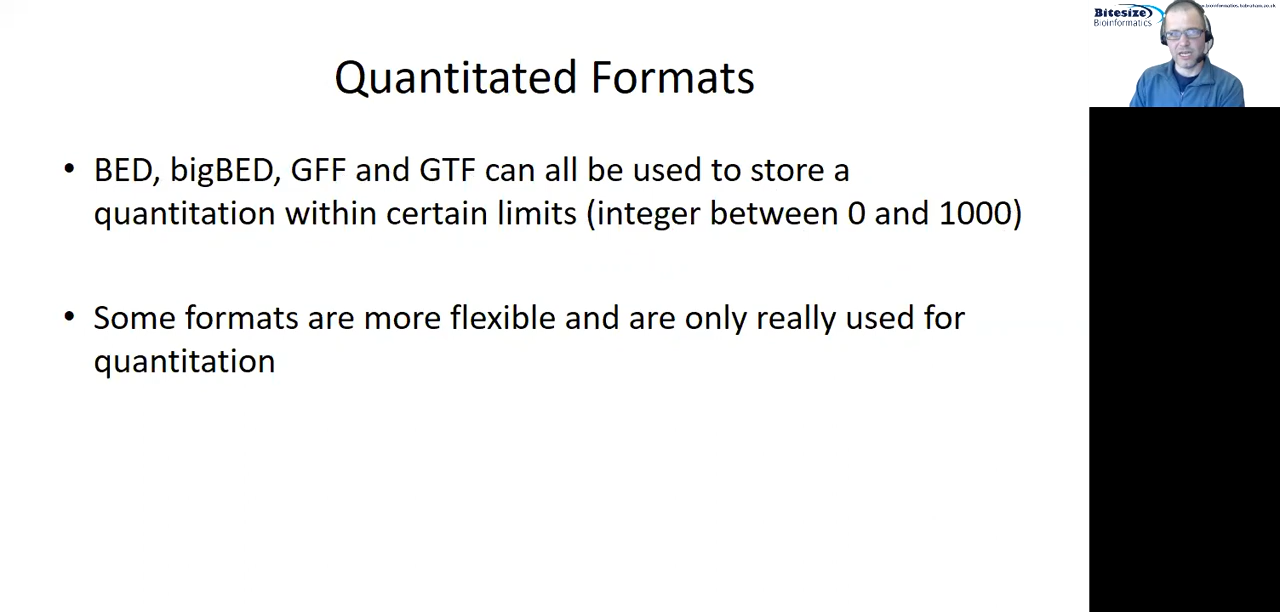 Bitesize
Bioinformatics
Quantitated Formats
• BED, bigBED, GFF and GTF can all be used to store a
quantitation within certain limits (integer between 0 and 1000)
• Some formats are more flexible and are only really used for
quantitation